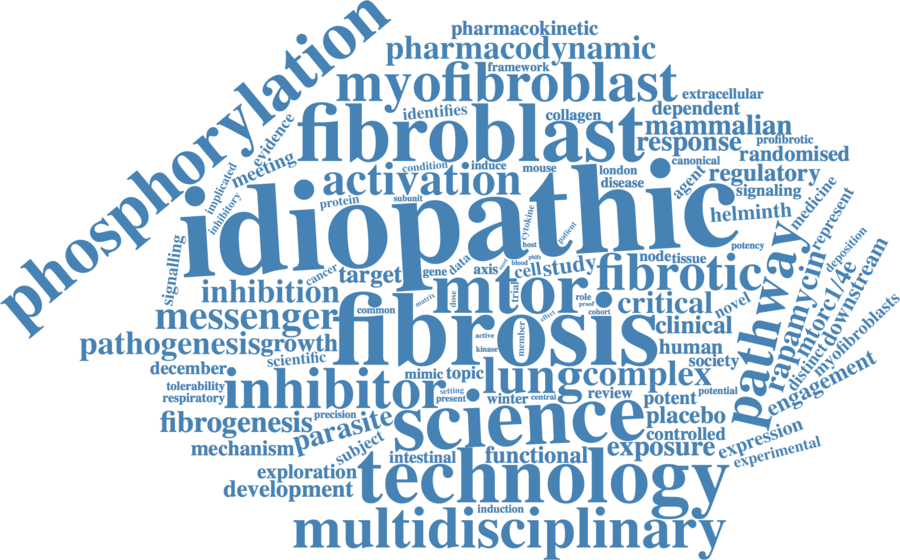 pharmacokinetic
pharmacodynamic
framework
myofibroblast
extracellular
phosphorylation
identifies
collagen
dependent
fibroblast
mammalian
evidence
response
profibrotic
meeting
condition
induce
mouse
london
canonical
randomised
implicated
activation
disease
agent
regulatory
inhibitory
protein
subunit
signaling
medicine
idiopathic
cytokine
patient
helminth
represent
host
potency
signalling
cancer
target
gene
data
axis
blood
cell
study
node
tissue
pathway
deposition
inhibition
matrix
dose
mtor
trial
fibrotic
rapamycin
mtorc1/4e
downstream
common
role
proof
cohort
critical
novel
messenger
fibrosis
effect
member
clinical
distinct
myofibroblasts
pathogenesis
growth
active
kinase
human
society
scientific
december
mimic
topic
lung
complex
engagement
tolerability
inhibitor
setting
potential
respiratory
present
winter
central
review
potent
fibrogenesis
precision
parasite
science
placebo
controlled
mechanism
subject
intestinal
functional
exposure
expression
experimental
exploration
technology
development
induction
multidisciplinary